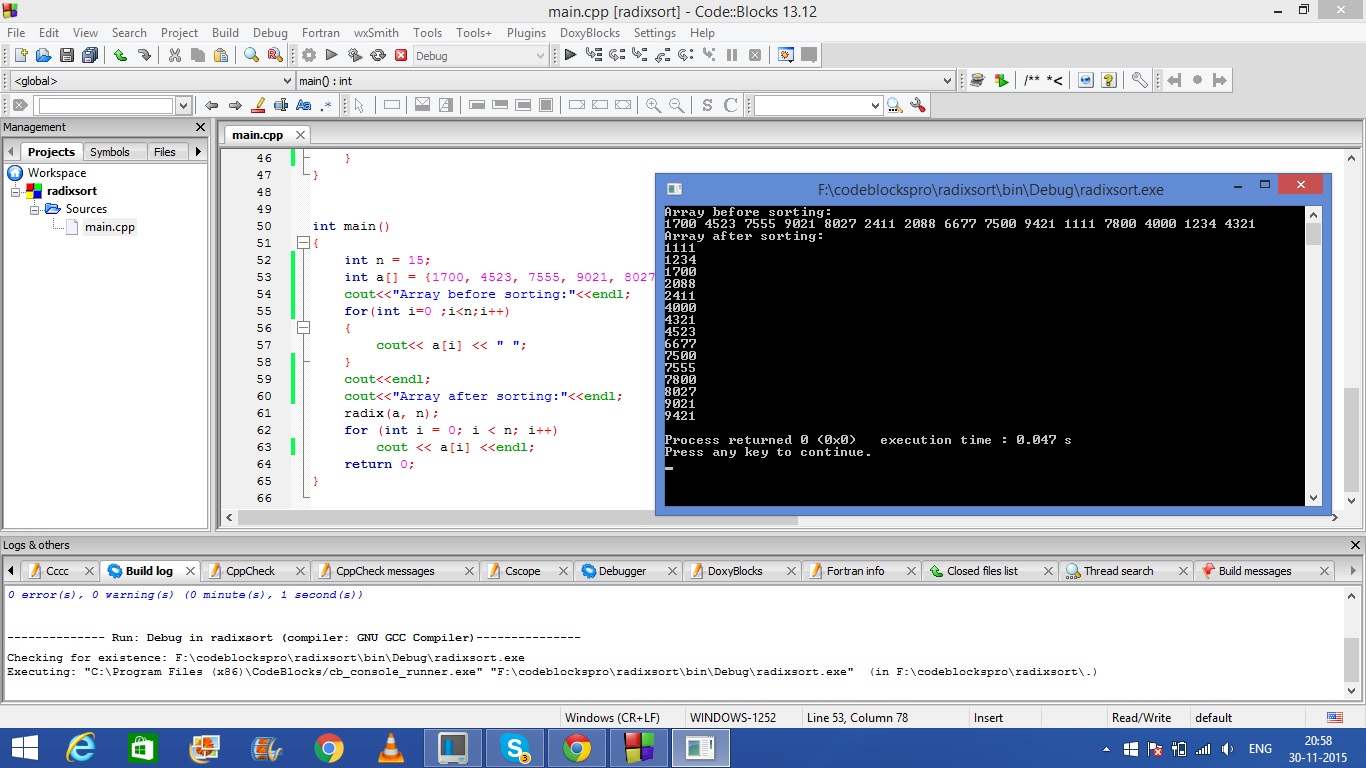 main.cpp [radixsort] - Code::Blocks 13.12
File Edit View Search Project Build Debug Fortran wxSmith Tools Tools+ Plugins DoxyBlocks Settings Help
Debug
<global> main() : int
/** *<
Aa .*
S C
Management
Projects Symbols Files
Workspace
radixsort
Sources
main.cpp
main.cpp
46 }
47 }
48
49
50 int main()
51 {
52 int n = 15;
53 int a[] = {1700, 4523, 7555, 9021, 8027
54 cout<<"Array before sorting:"<<endl;
55 for(int i=0 ;i<n;i++)
56 {
57 cout<< a[i] << " ";
58 }
59 cout<<endl;
60 cout<<"Array after sorting:"<<endl;
61 radix(a, n);
62 for (int i = 0; i < n; i++)
63 cout << a[i] <<endl;
64 return 0;
65 }
66
F:\codeblockspro\radixsort\bin\Debug\radixsort.exe
Array before sorting:
1700 4523 7555 9021 8027 2411 2088 6677 7500 9421 1111 7800 4000 1234 4321
Array after sorting:
1111
1234
1700
2088
2411
4000
4321
4523
6677
7500
7555
7800
8027
9021
9421
Process returned 0 (0x0) execution time : 0.047 s
Press any key to continue.
Logs & others
Cccc Build log CppCheck CppCheck messages Cscope Debugger DoxyBlocks Fortran info Closed files list Thread search Build messages
0 error(s), 0 warning(s) (0 minute(s), 1 second(s))
-------------- Run: Debug in radixsort (compiler: GNU GCC Compiler)---------------
Checking for existence: F:\codeblockspro\radixsort\bin\Debug\radixsort.exe
Executing: "C:\Program Files (x86)\CodeBlocks/cb_console_runner.exe" "F:\codeblockspro\radixsort\bin\Debug\radixsort.exe" (in F:\codeblockspro\radixsort\.)
Windows (CR+LF) WINDOWS-1252 Line 53, Column 78 Insert Read/Write default
3
ENG
20:58
30-11-2015